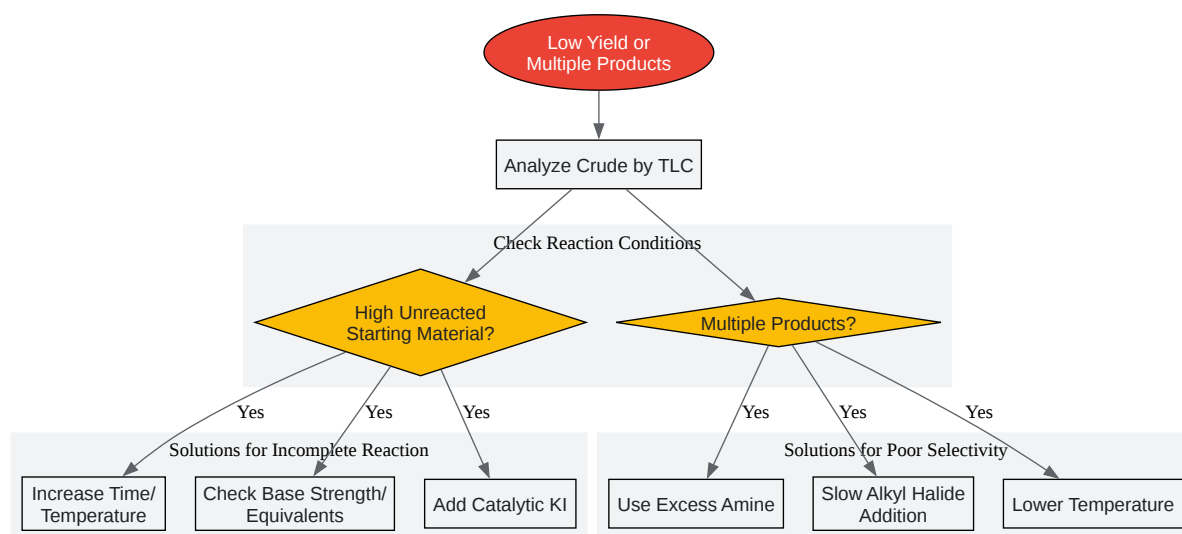 Low Yield or
Multiple Products
Analyze Crude by TLC
Check Reaction Conditions
High Unreacted
Starting Material?
Multiple Products?
Yes
Yes
Yes
Yes
Yes
Yes
Solutions for Incomplete Reaction
Solutions for Poor Selectivity
Increase Time/
Temperature
Check Base Strength/
Equivalents
Add Catalytic KI
Use Excess Amine
Slow Alkyl Halide
Addition
Lower Temperature